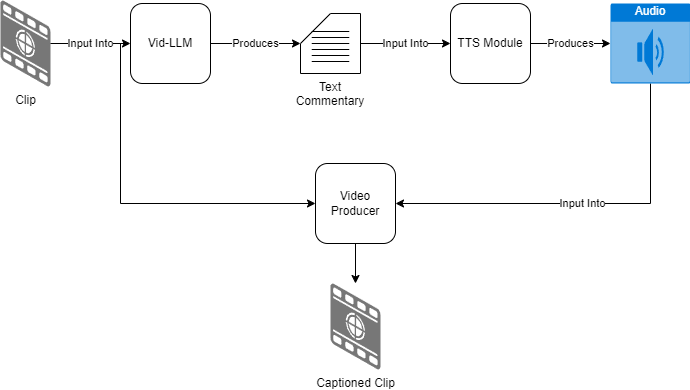 Audio
Input Into
Vid-LLM
Produces
Input Into
TTS Module
Produces
Clip
Text
Commentary
Video
Producer
Input Into
Captioned Clip